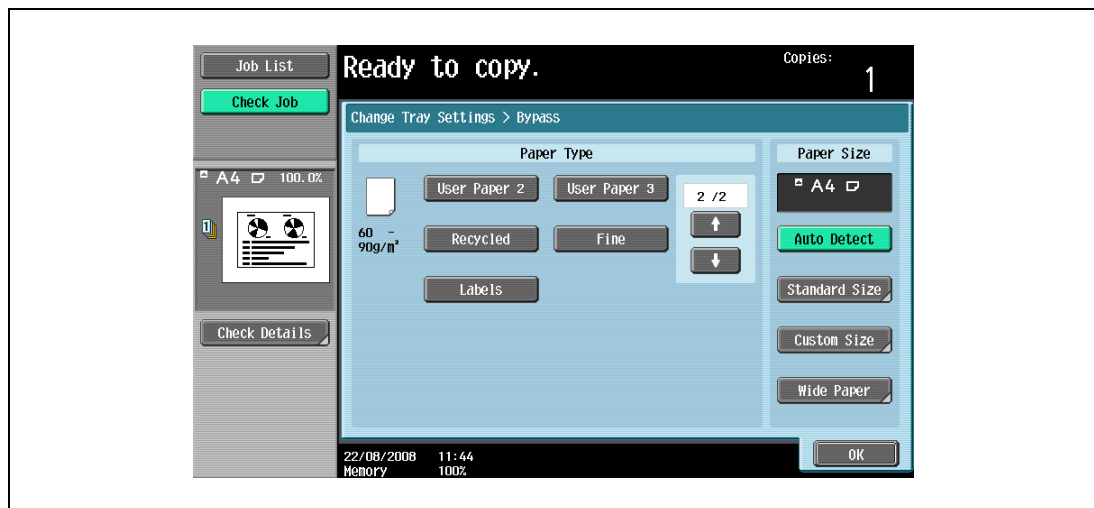 Job List
Check Job
Ready to copy.
Copies:
1
Change Tray Settings > Bypass
Paper Type
Paper Size
A4 100.0%
1
60 -
90g/m²
User Paper 2
User Paper 3
2 /2
Recycled
Fine
Labels
A4
Auto Detect
Standard Size
Custom Size
Wide Paper
Check Details
22/08/2008 11:44
Memory 100%
OK